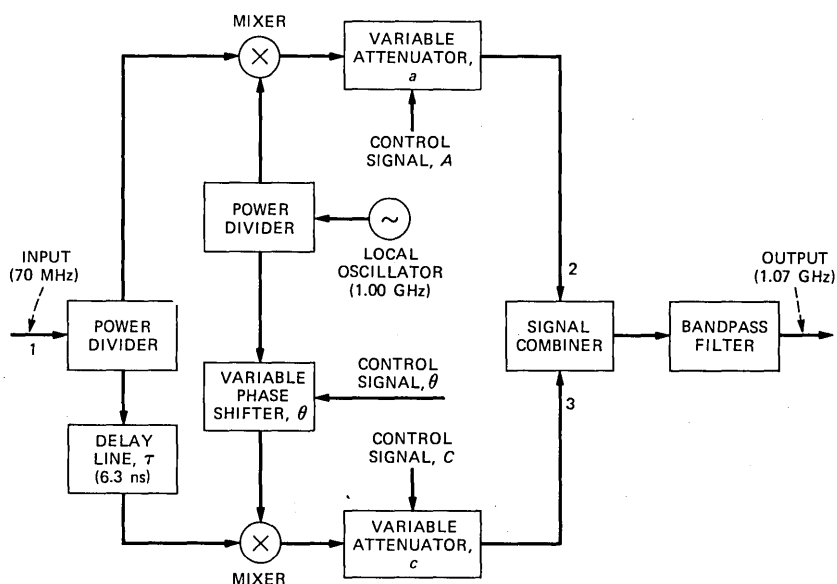 MIXER
VARIABLE
ATTENUATOR,
a
CONTROL
SIGNAL, A
POWER
DIVIDER
~
LOCAL
OSCILLATOR
(1.00 GHz)
INPUT
(70 MHz)
1
POWER
DIVIDER
2
SIGNAL
COMBINER
BANDPASS
FILTER
OUTPUT
(1.07 GHz)
3
VARIABLE
PHASE
SHIFTER, θ
CONTROL
SIGNAL, θ
DELAY
LINE, τ
(6.3 ns)
CONTROL
SIGNAL, C
MIXER
VARIABLE
ATTENUATOR,
c